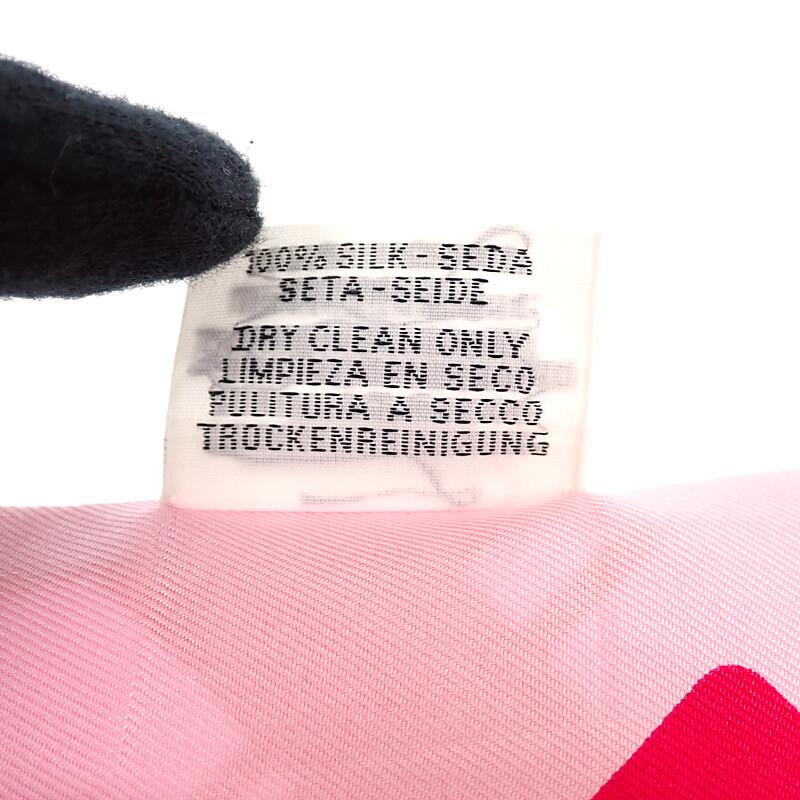 100% SILK-SEDA
SETA-SEIDE
DRY CLEAN ONLY
LIMPIEZA EN SECO
PULITURA A SECCO
TROCKENREINIGUNG